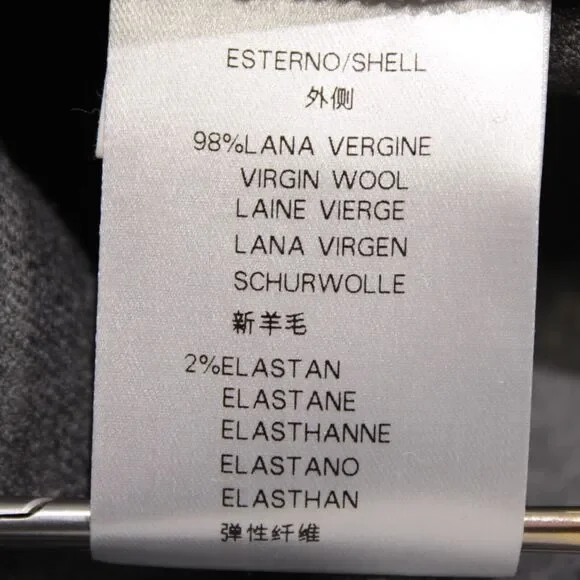 ESTERNO/SHELL
外侧
98%LANA VERGINE
VIRGIN WOOL
LAINE VIERGE
LANA VIRGEN
SCHURWOLLE
新羊毛
2%ELASTAN
ELASTANE
ELASTHANNE
ELASTANO
ELASTHAN
弹性纤维